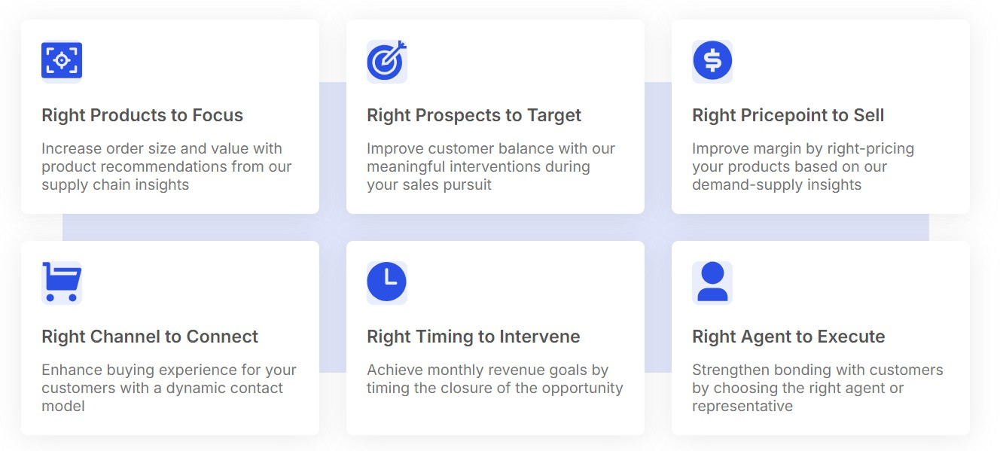 Right Products to Focus
Increase order size and value with
product recommendations from our
supply chain insights
Right Prospects to Target
Improve customer balance with our
meaningful interventions during
your sales pursuit
Right Pricepoint to Sell
Improve margin by right-pricing
your products based on our
demand-supply insights
Right Channel to Connect
Enhance buying experience for your
customers with a dynamic contact
model
Right Timing to Intervene
Achieve monthly revenue goals by
timing the closure of the opportunity
Right Agent to Execute
Strengthen bonding with customers
by choosing the right agent or
representative